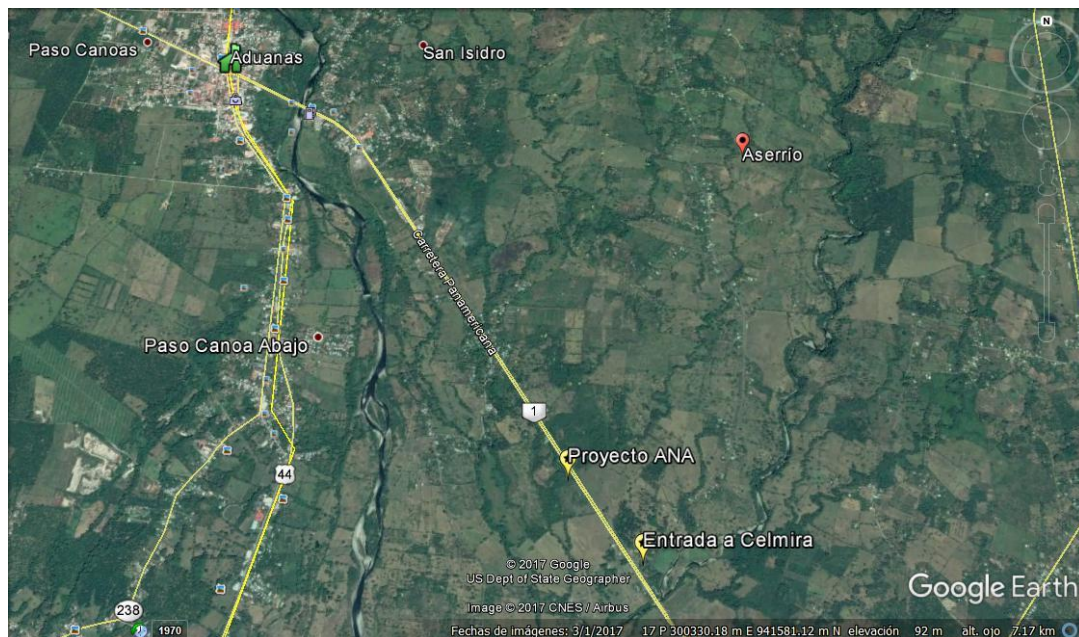 N
Paso Canoas
Aduanas
San Isidro
Aserrío
Carretera Panamericana
Paso Canoa Abajo
1
Proyecto ANA
44
Entrada a Celmira
© 2017 Google
US Dept of State Geographer
Google Earth
Image © 2017 CNES / Airbus
238
1970
Fechas de imágenes: 3/1/2017 17 P 300330.18 m E 941581.12 m N elevación 92 m alt. ojo 7.17 km